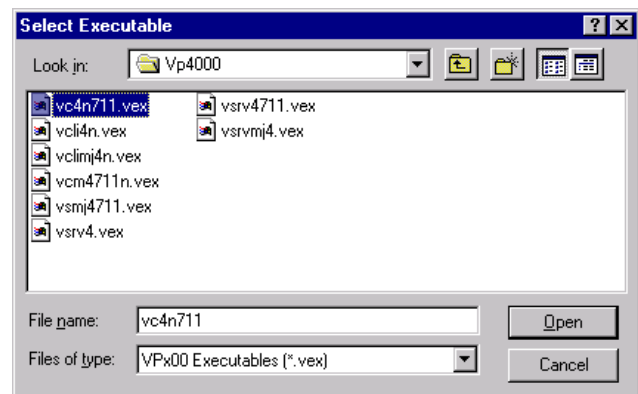 Select Executable
Look in: Vp4000
vc4n711.vex
vcli4n.vex
vclimj4n.vex
vcm4711n.vex
vsmj4711.vex
vsrv4.vex
vsrv4711.vex
vsrvmj4.vex
File name: vc4n711
Open
Files of type: VPx00 Executables (*.vex)
Cancel